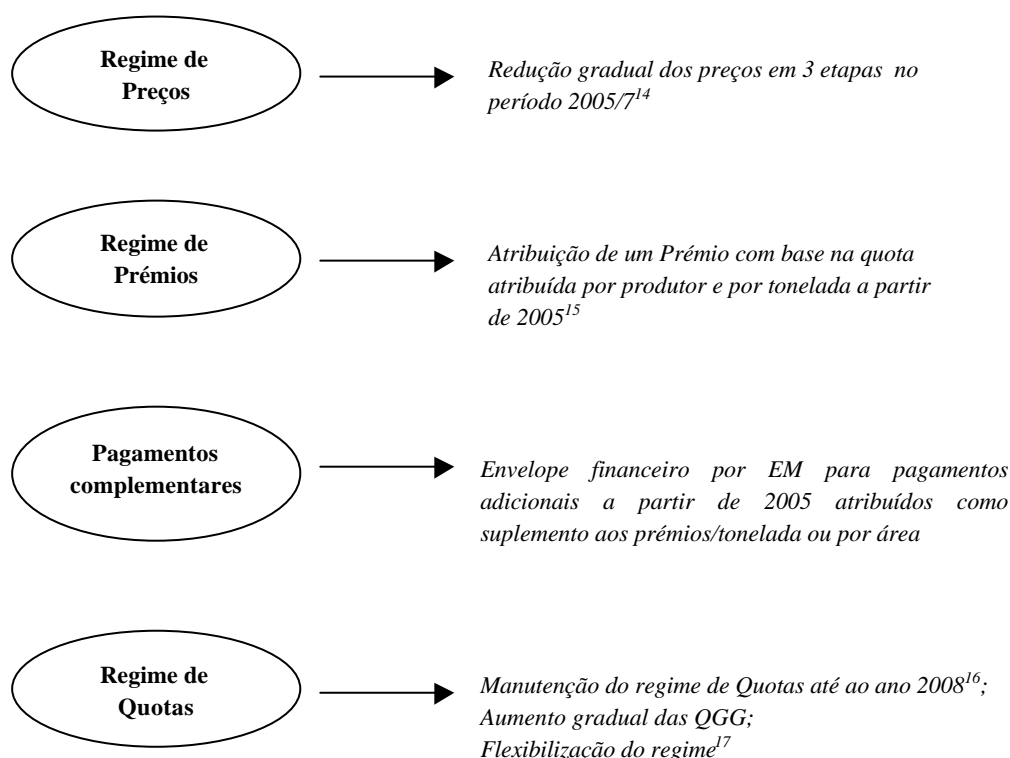 Regime de
Preços
Redução gradual dos preços em 3 etapas no
período 2005/7¹⁴
Regime de
Prémios
Atribuição de um Prémio com base na quota
atribuída por produtor e por tonelada a partir
de 2005¹⁵
Pagamentos
complementares
Envelope financeiro por EM para pagamentos
adicionais a partir de 2005 atribuídos como
suplemento aos prémios/tonelada ou por área
Regime de
Quotas
Manutenção do regime de Quotas até ao ano 2008¹⁶;
Aumento gradual das QGG;
Flexibilização do regime¹⁷